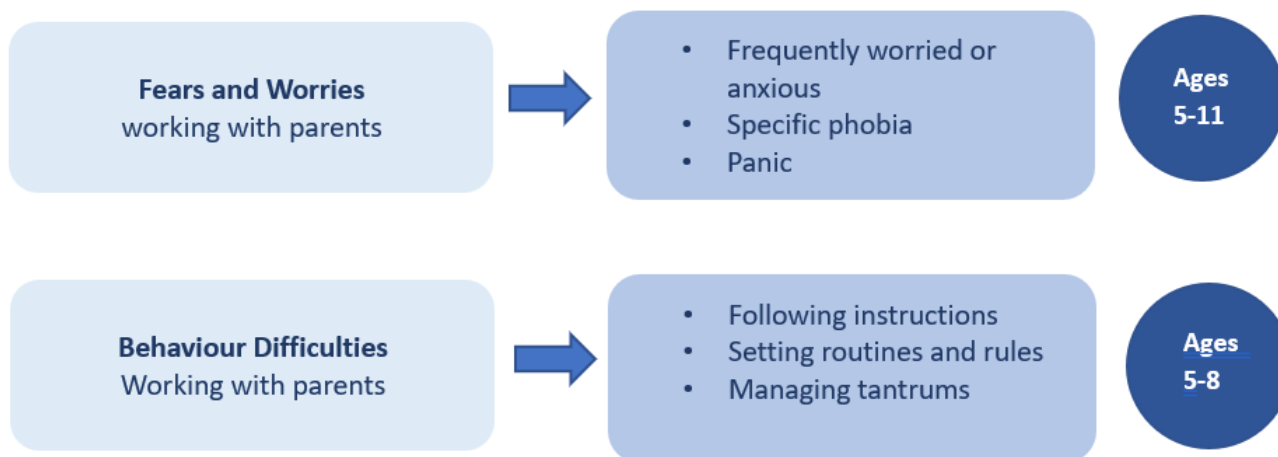 Fears and Worries
working with parents
• Frequently worried or
anxious
• Specific phobia
• Panic
Ages
5-11
Behaviour Difficulties
Working with parents
• Following instructions
• Setting routines and rules
• Managing tantrums
Ages
5-8